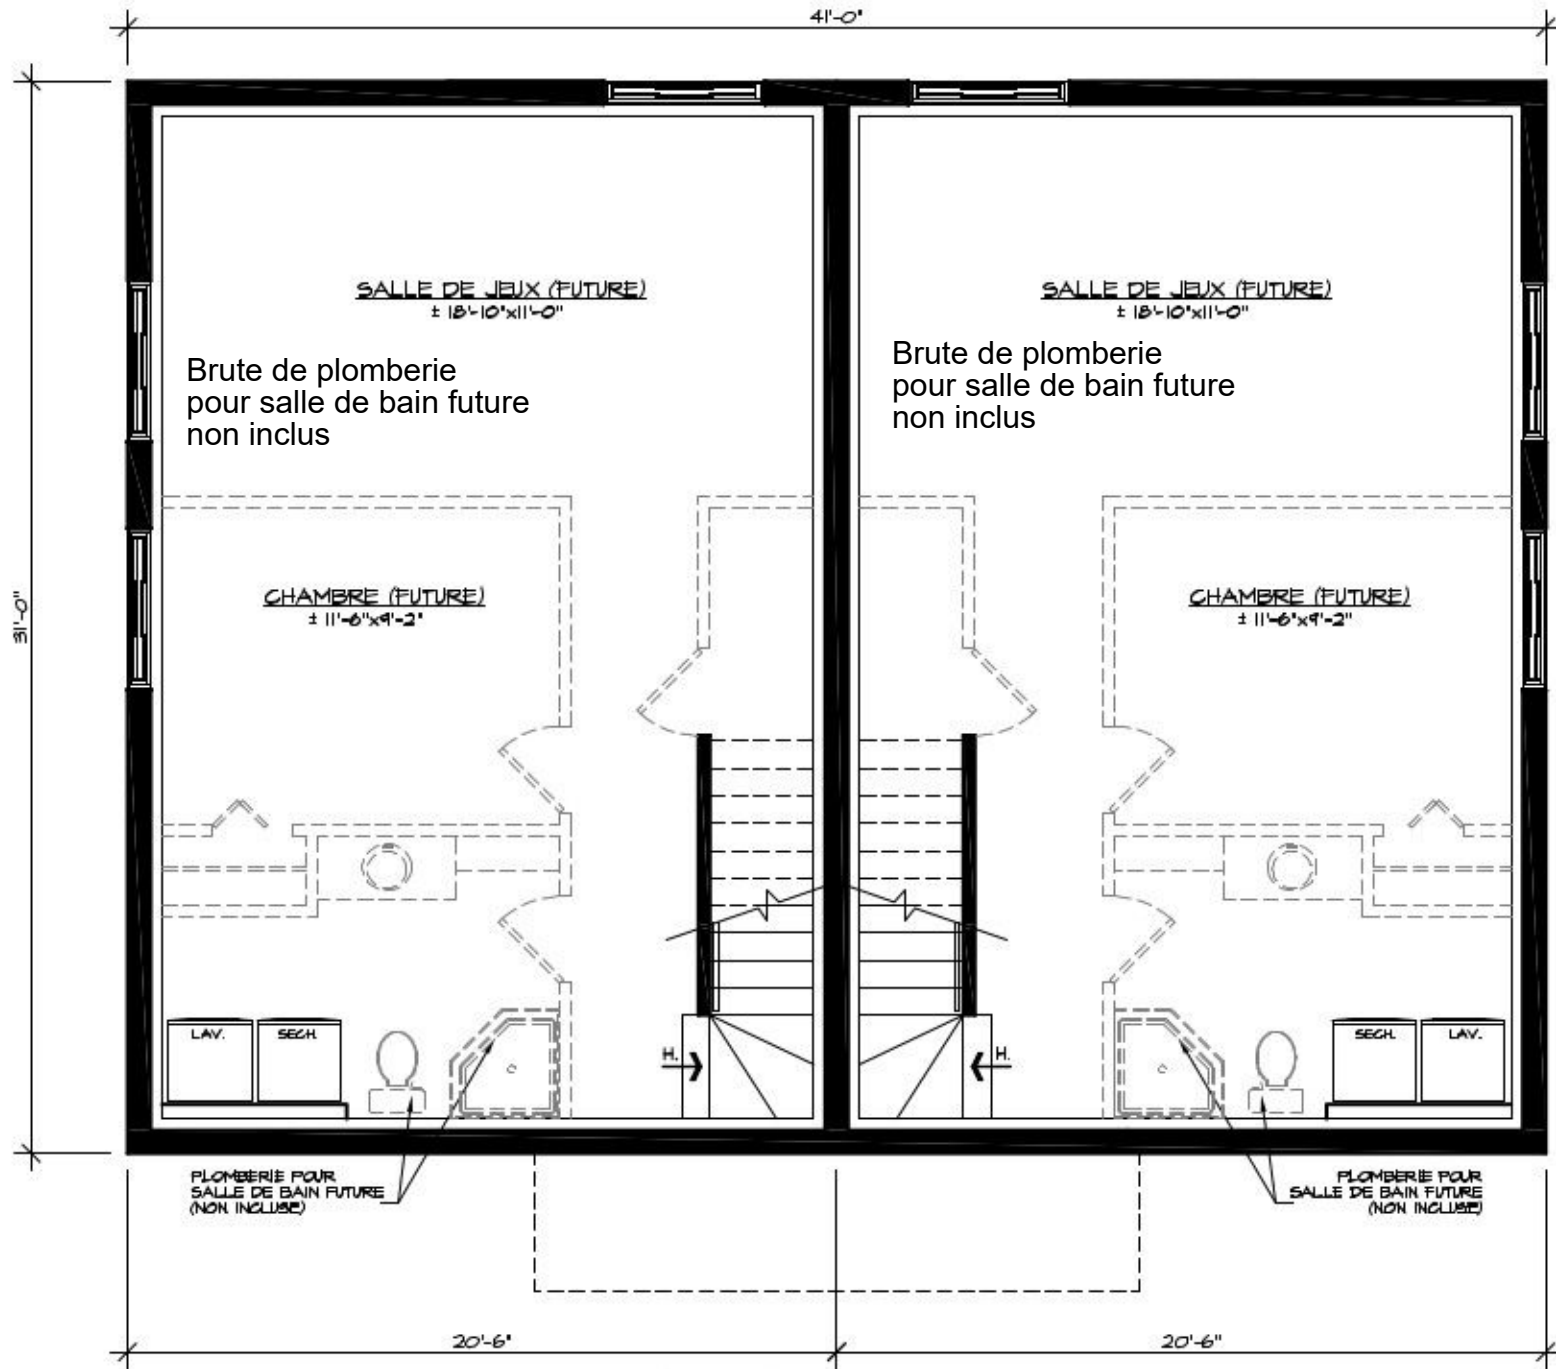 41'-0"
SALLE DE JEUX (FUTURE)
± 18'-10"x11'-0"
SALLE DE JEUX (FUTURE)
± 18'-10"x11'-0"
Brute de plomberie
pour salle de bain future
non inclus
Brute de plomberie
pour salle de bain future
non inclus
31'-0"
CHAMBRE (FUTURE)
± 11'-6"x9'-2"
CHAMBRE (FUTURE)
± 11'-6"x9'-2"
LAV.
SECH.
H.
H.
SECH.
LAV.
PLOMBERIE POUR
SALLE DE BAIN FUTURE
(NON INCLUSE)
PLOMBERIE POUR
SALLE DE BAIN FUTURE
(NON INCLUSE)
20'-6"
20'-6"